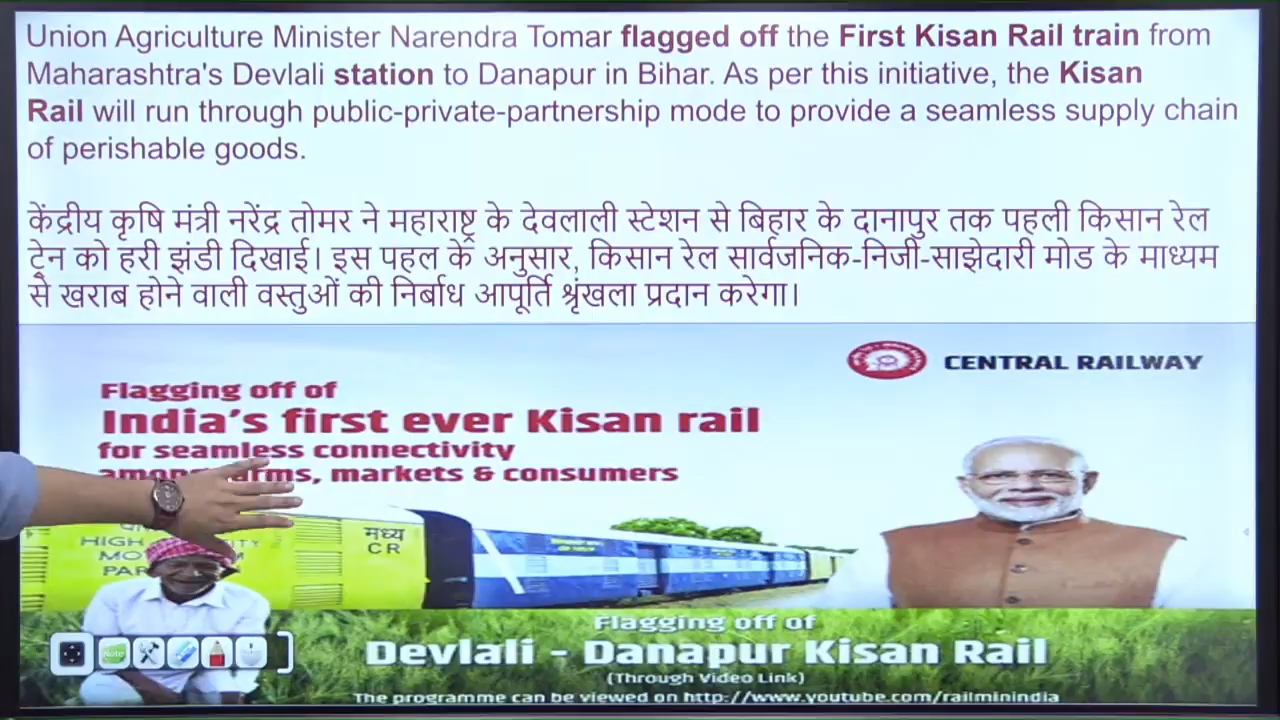 Union Agriculture Minister Narendra Tomar flagged off the First Kisan Rail train from
Maharashtra's Devlali station to Danapur in Bihar. As per this initiative, the Kisan
Rail will run through public-private-partnership mode to provide a seamless supply chain
of perishable goods.
केंद्रीय कृषि मंत्री नरेंद्र तोमर ने महाराष्ट्र के देवलाली स्टेशन से बिहार के दानापुर तक पहली किसान रेल
ट्रेन को हरी झंडी दिखाई। इस पहल के अनुसार, किसान रेल सार्वजनिक-निजी-साझेदारी मोड के माध्यम
से खराब होने वाली वस्तुओं की निर्बाध आपूर्ति श्रृंखला प्रदान करेगा।
CENTRAL RAILWAY
Flagging off of
India's first ever Kisan rail
for seamless connectivity
farms, markets & consumers
मध्य
CR
HIGH
PAR
Flagging off of
Devlali - Danapur Kisan Rail
(Through Video Link)
The programme can be viewed on http://www.youtube.com/railminindia
Note